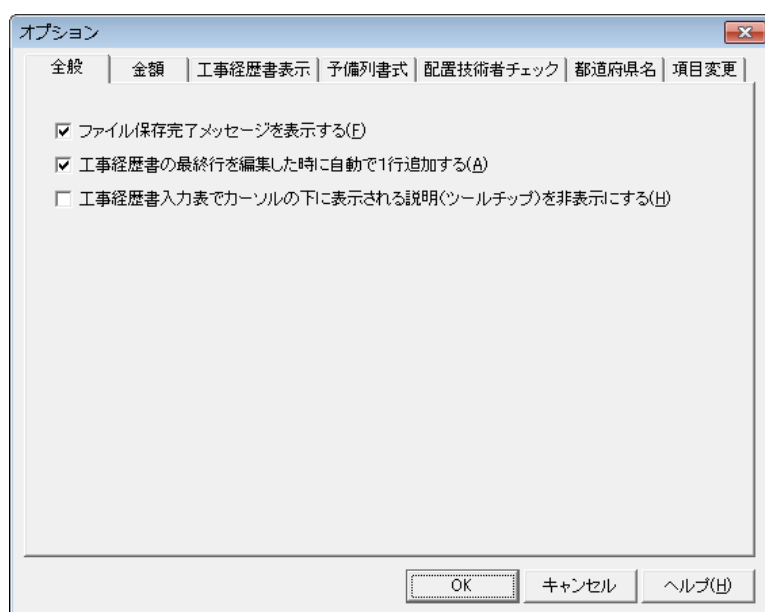 オプション
全般 金額 工事経歴書表示 予備列書式 配置技術者チェック 都道府県名 項目変更
ファイル保存完了メッセージを表示する(F)
工事経歴書の最終行を編集した時に自動で1行追加する(A)
工事経歴書入力表でカーソルの下に表示される説明(ツールチップ)を非表示にする(H)
OK キャンセル ヘルプ(H)